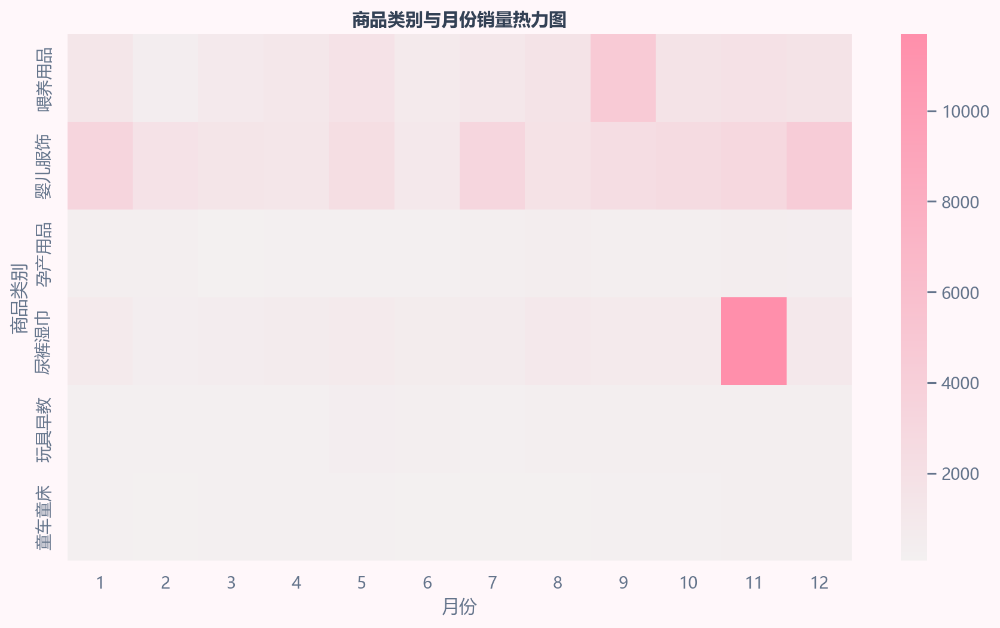 商品类别与月份销量热力图
商品类别
喂养用品
婴儿服饰
孕产用品
尿裤湿巾
玩具早教
童车童床
1 2 3 4 5 6 7 8 9 10 11 12
月份
10000
8000
6000
4000
2000